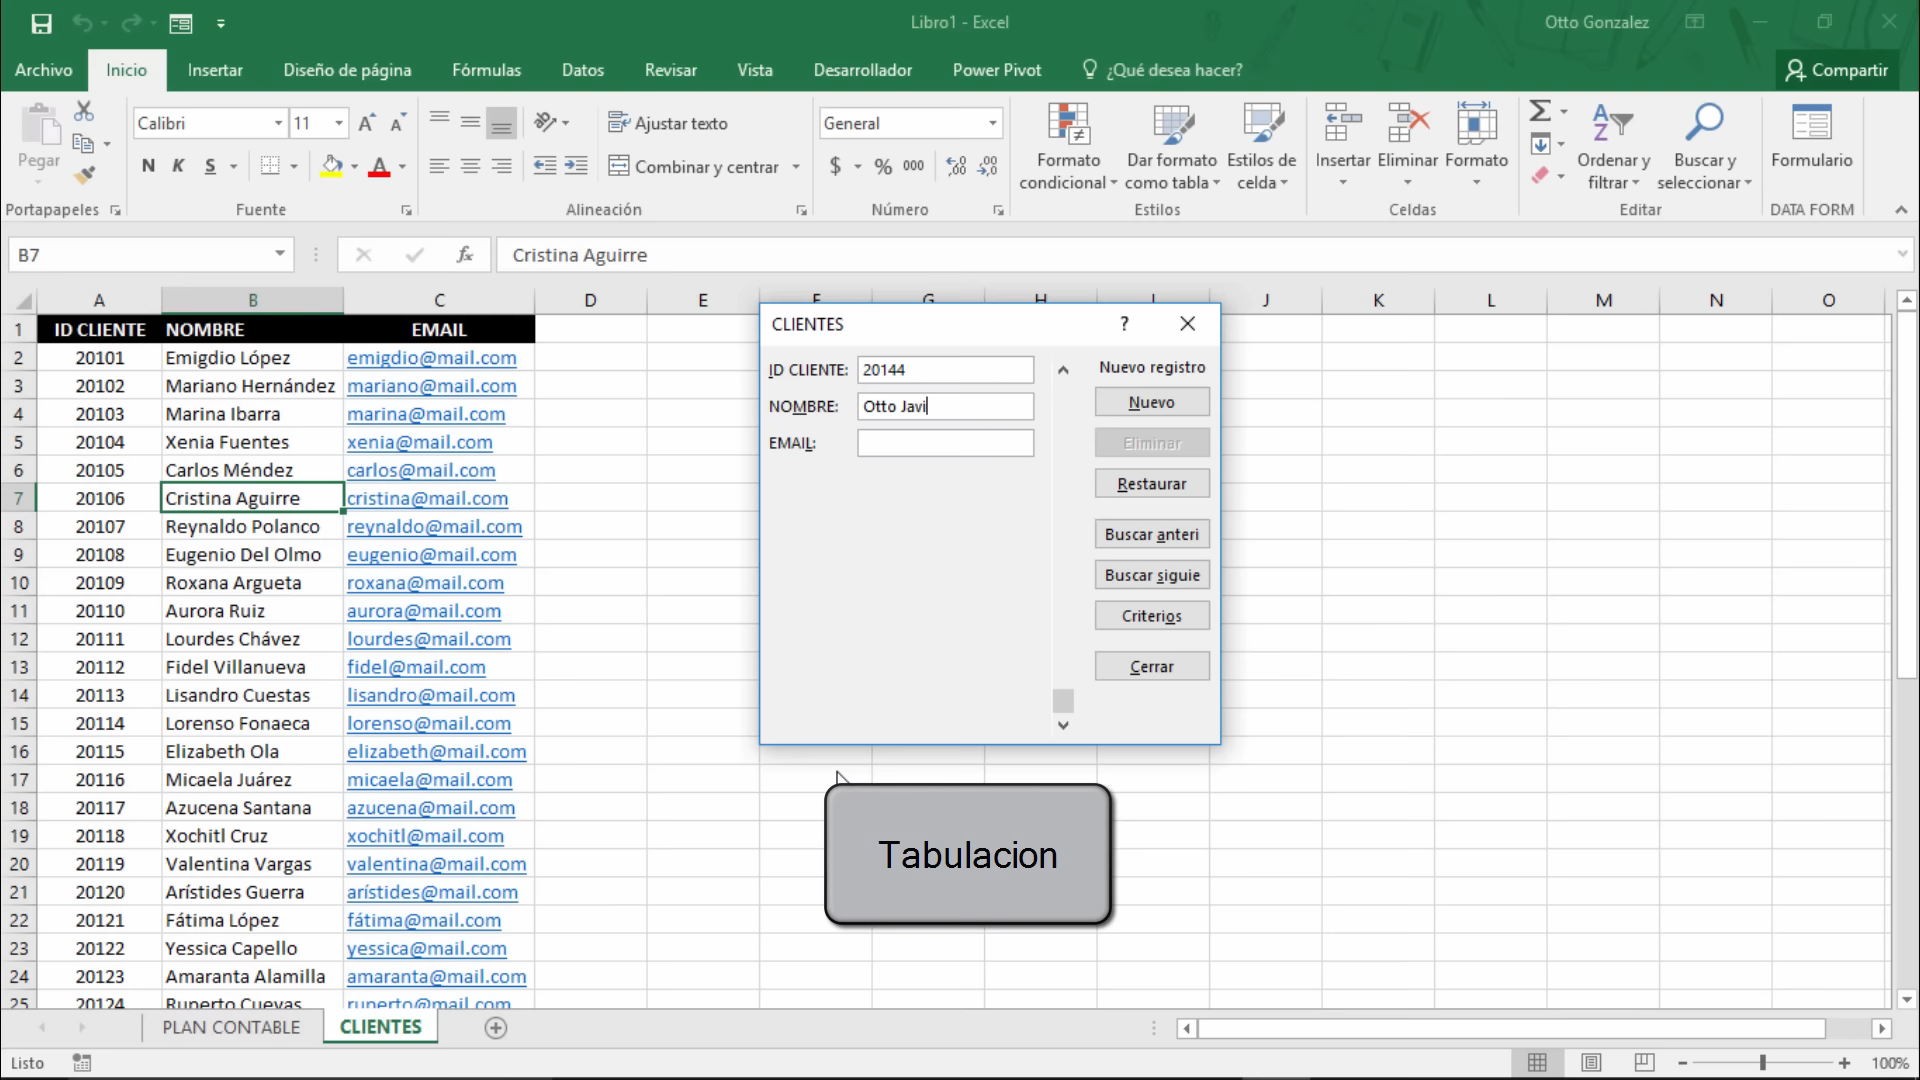 Libro1 - Excel
Otto Gonzalez
Archivo Inicio Insertar Diseño de página Fórmulas Datos Revisar Vista Desarrollador Power Pivot ¿Qué desea hacer? Compartir
Pegar
Portapapeles
Calibri 11
N K S A
Fuente
Ajustar texto
Combinar y centrar
Alineación
General
$ % 000
Número
Formato condicional
Dar formato como tabla
Estilos de celda
Estilos
Insertar
Eliminar
Formato
Celdas
Ordenar y filtrar
Buscar y seleccionar
Editar
Formulario
DATA FORM
B7 fx Cristina Aguirre
A B C D E F G H I J K L M N O
1 ID CLIENTE NOMBRE EMAIL
2 20101 Emigdio López emigdio@mail.com
3 20102 Mariano Hernández mariano@mail.com
4 20103 Marina Ibarra marina@mail.com
5 20104 Xenia Fuentes xenia@mail.com
6 20105 Carlos Méndez carlos@mail.com
7 20106 Cristina Aguirre cristina@mail.com
8 20107 Reynaldo Polanco reynaldo@mail.com
9 20108 Eugenio Del Olmo eugenio@mail.com
10 20109 Roxana Argueta roxana@mail.com
11 20110 Aurora Ruiz aurora@mail.com
12 20111 Lourdes Chávez lourdes@mail.com
13 20112 Fidel Villanueva fidel@mail.com
14 20113 Lisandro Cuestas lisandro@mail.com
15 20114 Lorenso Fonaeca lorenso@mail.com
16 20115 Elizabeth Ola elizabeth@mail.com
17 20116 Micaela Juárez micaela@mail.com
18 20117 Azucena Santana azucena@mail.com
19 20118 Xochitl Cruz xochitl@mail.com
20 20119 Valentina Vargas valentina@mail.com
21 20120 Arístides Guerra arístides@mail.com
22 20121 Fátima López fátima@mail.com
23 20122 Yessica Capello yessica@mail.com
24 20123 Amaranta Alamilla amaranta@mail.com
25 20124 Ruperto Cuevas ruperto@mail.com
CLIENTES ?
ID CLIENTE: 20144
NOMBRE: Otto Javi
EMAIL:
Nuevo registro
Nuevo
Eliminar
Restaurar
Buscar anteri
Buscar siguie
Criterios
Cerrar
Tabulacion
PLAN CONTABLE CLIENTES
Listo
100%